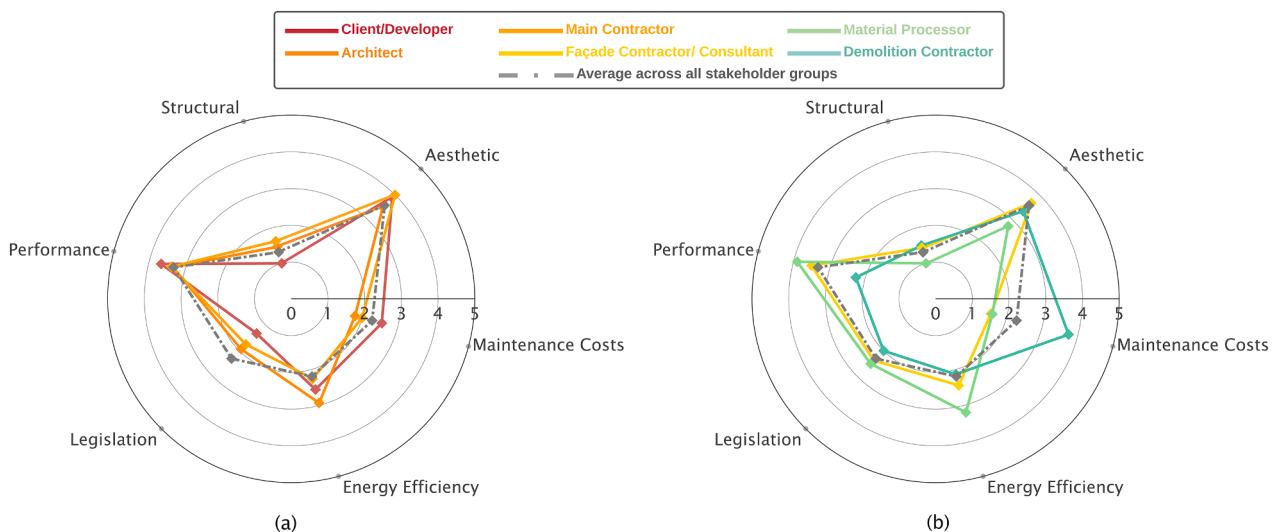 Client/Developer
Main Contractor
Material Processor
Architect
Façade Contractor/ Consultant
Demolition Contractor
Average across all stakeholder groups
Structural
Aesthetic
Performance
0 1 2 3 4 5
Maintenance Costs
Legislation
Energy Efficiency
(a)
Structural
Aesthetic
Performance
0 1 2 3 4 5
Maintenance Costs
Legislation
Energy Efficiency
(b)